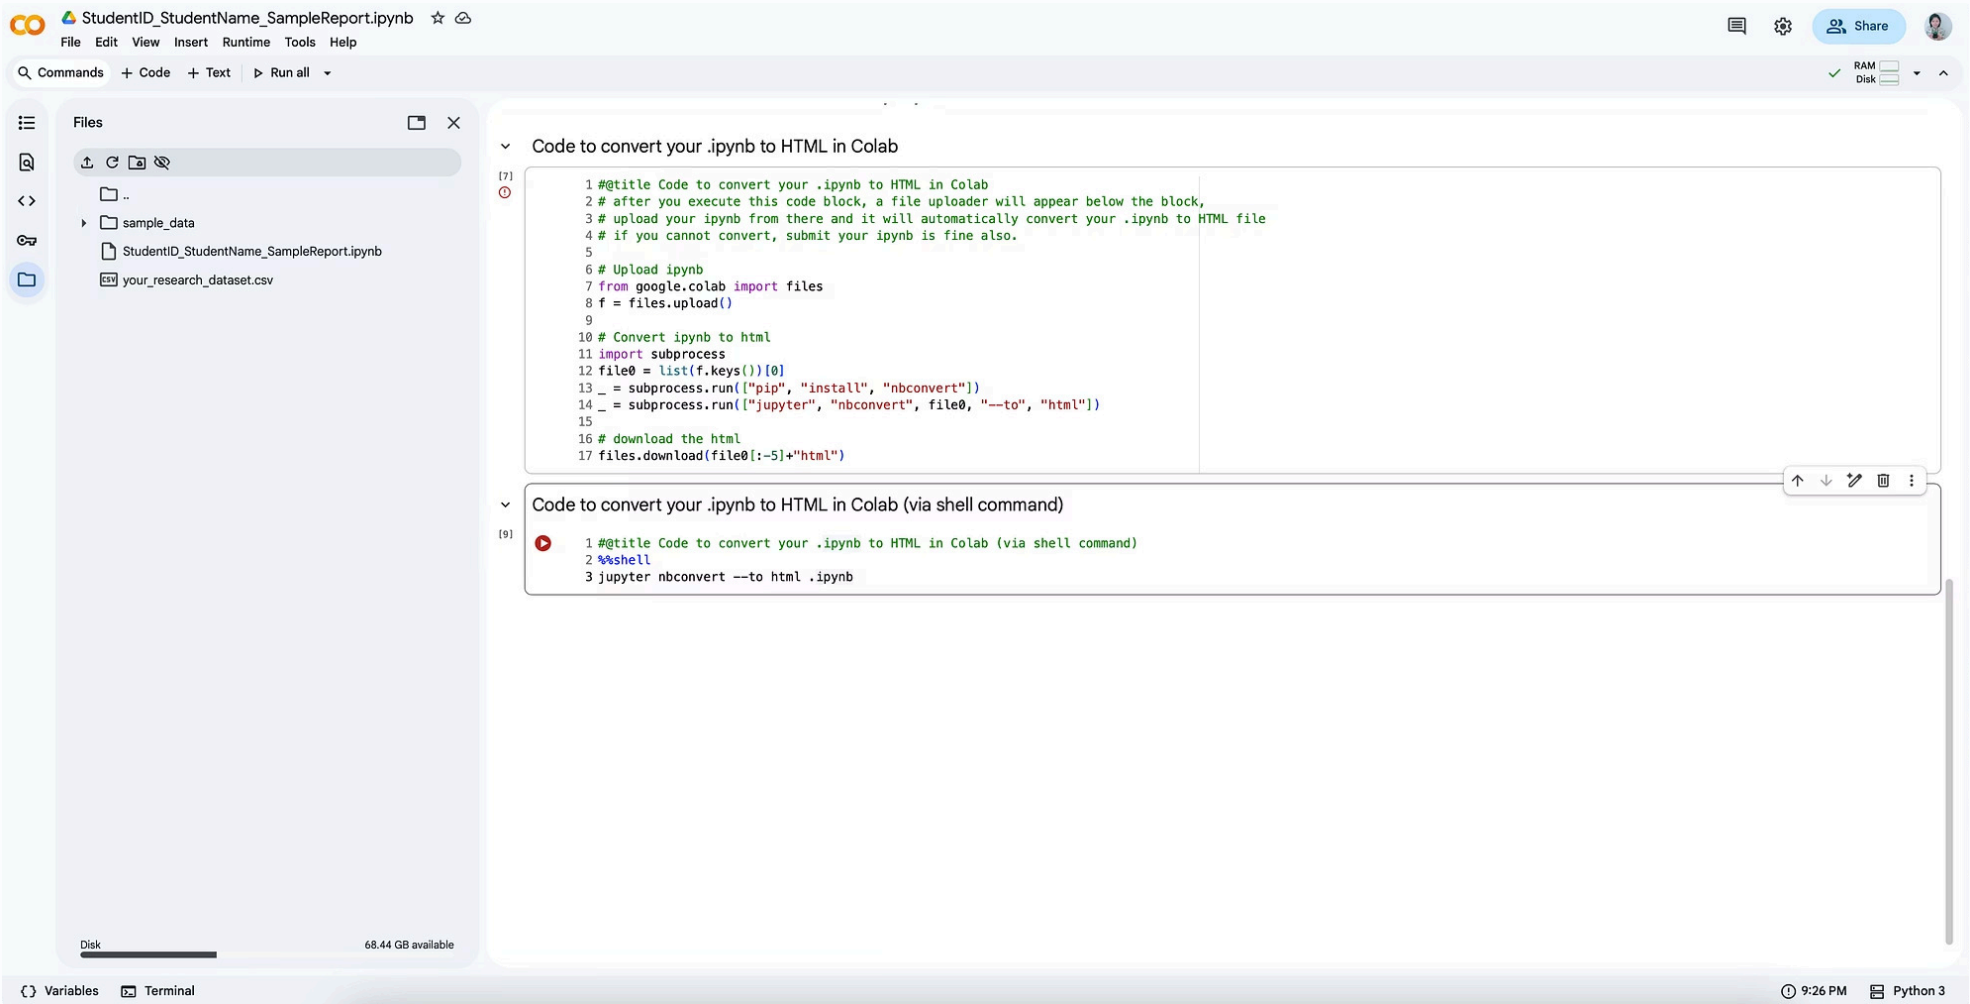 StudentID_StudentName_SampleReport.ipynb
File Edit View Insert Runtime Tools Help
Share
Commands + Code + Text Run all
RAM
Disk
Files
..
sample_data
StudentID_StudentName_SampleReport.ipynb
CSV your_research_dataset.csv
Disk 68.44 GB available
Code to convert your .ipynb to HTML in Colab
[7]
1 #@title Code to convert your .ipynb to HTML in Colab
2 # after you execute this code block, a file uploader will appear below the block,
3 # upload your ipynb from there and it will automatically convert your .ipynb to HTML file
4 # if you cannot convert, submit your ipynb is fine also.
5
6 # Upload ipynb
7 from google.colab import files
8 f = files.upload()
9
10 # Convert ipynb to html
11 import subprocess
12 file0 = list(f.keys())[0]
13 _ = subprocess.run(["pip", "install", "nbconvert"])
14 _ = subprocess.run(["jupyter", "nbconvert", file0, "--to", "html"])
15
16 # download the html
17 files.download(file0[:-5]+"html")
Code to convert your .ipynb to HTML in Colab (via shell command)
[9]
1 #@title Code to convert your .ipynb to HTML in Colab (via shell command)
2 %%shell
3 jupyter nbconvert --to html .ipynb
Variables Terminal
9:26 PM Python 3